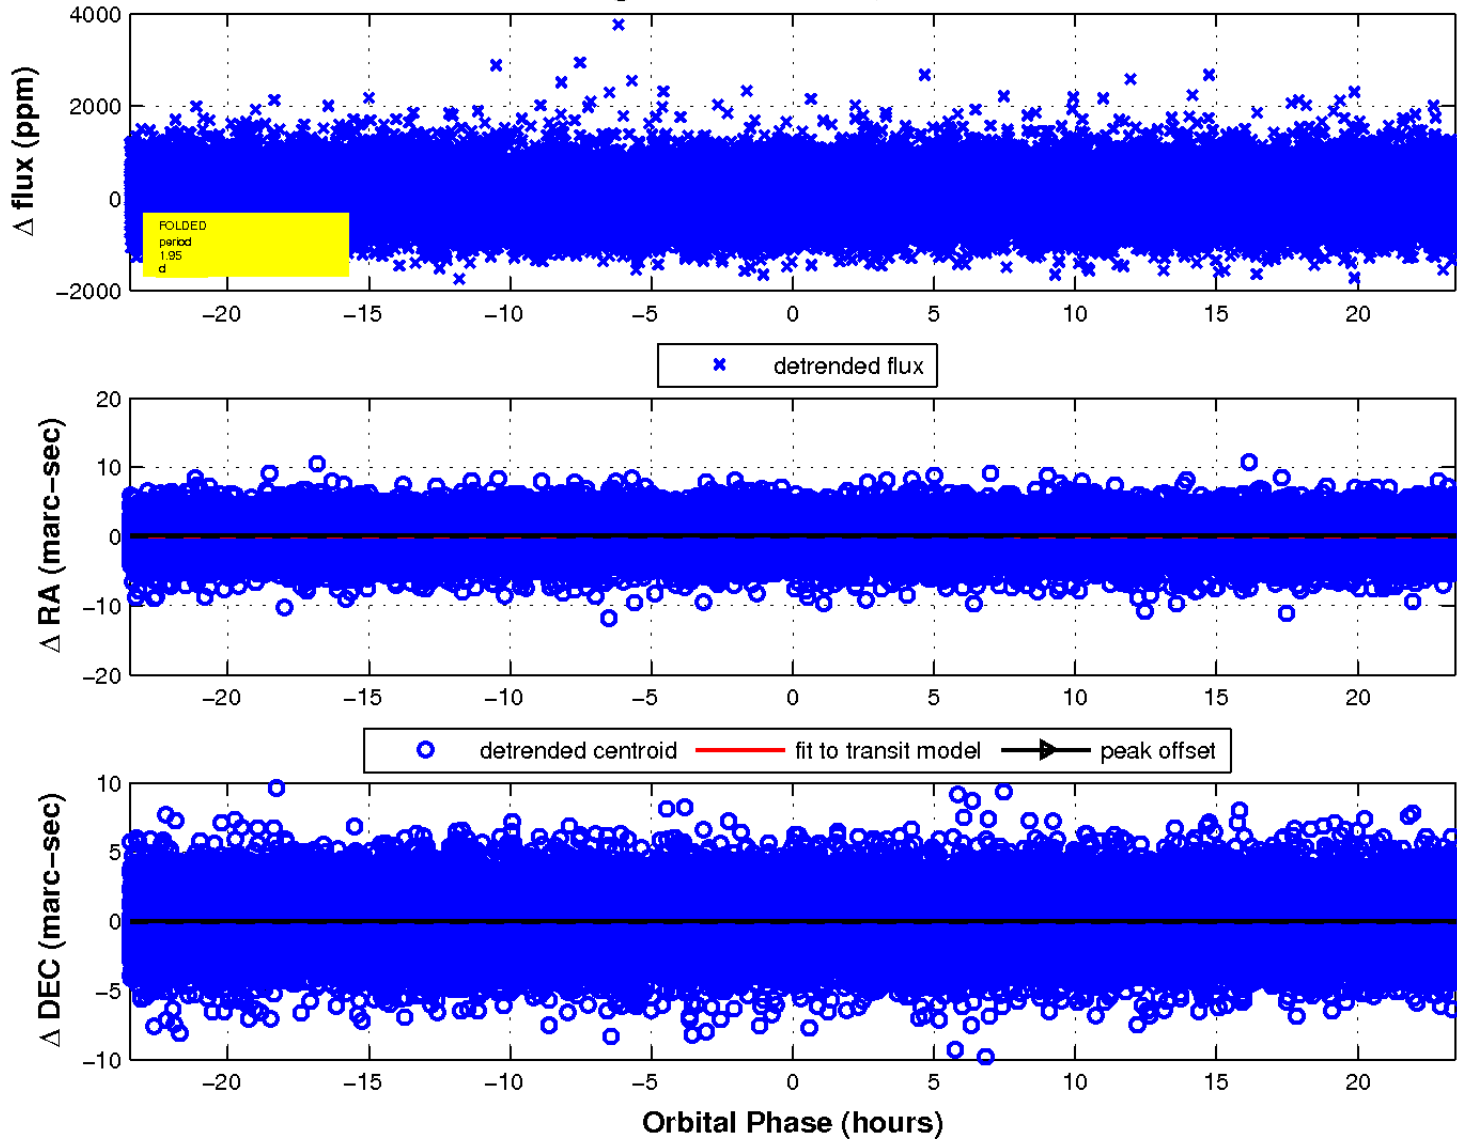 4000
2000
0
−2000
Δ flux (ppm)
FOLDED
period
1.95
d
−20 −15 −10 −5 0 5 10 15 20
detrended flux
20
10
0
−10
−20
Δ RA (marc−sec)
−20 −15 −10 −5 0 5 10 15 20
detrended centroid fit to transit model peak offset
10
5
0
−5
−10
Δ DEC (marc−sec)
−20 −15 −10 −5 0 5 10 15 20
Orbital Phase (hours)